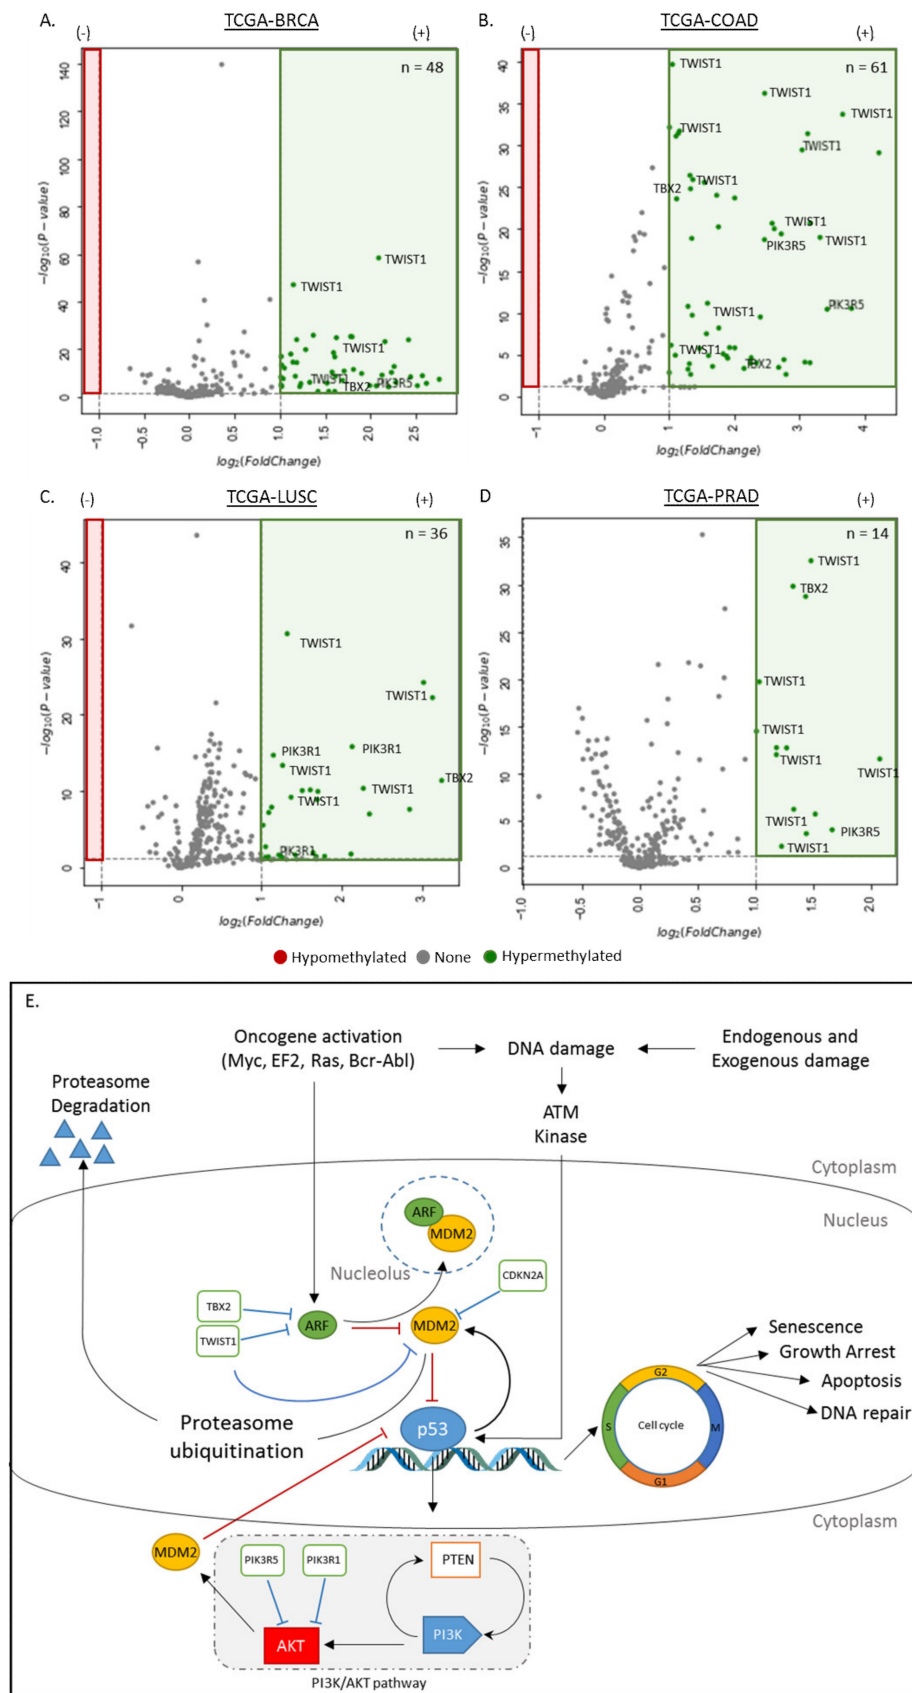 A.
TCGA-BRCA
(-)
(+)
n = 48
TWIST1
TWIST1
TWIST1
TWIST1
TBX2
PIK3R5
−log₁₀(P − value)
140
120
100
80
60
40
20
0
-1.0
-0.5
0.0
0.5
1.0
1.5
2.0
2.5
log₂(FoldChange)
B.
TCGA-COAD
(-)
(+)
n = 61
TWIST1
TWIST1
TWIST1
TWIST1
TWIST1
TBX2
TWIST1
TWIST1
PIK3R5
TWIST1
PIK3R5
TWIST1
TWIST1
TBX2
−log₁₀(P − value)
40
35
30
25
20
15
10
5
0
-1
0
1
2
3
4
log₂(FoldChange)
C.
TCGA-LUSC
(-)
(+)
n = 36
TWIST1
TWIST1
PIK3R1
PIK3R1
TWIST1
TBX2
TWIST1
TWIST1
PIK3R1
−log₁₀(P − value)
40
30
20
10
0
-1
0
1
2
3
log₂(FoldChange)
D
TCGA-PRAD
(+)
n = 14
TWIST1
TBX2
TWIST1
TWIST1
TWIST1
TWIST1
TWIST1
PIK3R5
TWIST1
−log₁₀(P − value)
35
30
25
20
15
10
5
0
-1.0
-0.5
0.0
0.5
1.0
1.5
2.0
log₂(FoldChange)
Hypomethylated
None
Hypermethylated
E.
Oncogene activation
(Myc, EF2, Ras, Bcr-Abl)
DNA damage
Endogenous and
Exogenous damage
Proteasome
Degradation
ATM
Kinase
Cytoplasm
Nucleus
ARF
MDM2
Nucleolus
CDKN2A
TBX2
TWIST1
ARF
MDM2
Senescence
Growth Arrest
Apoptosis
DNA repair
G2
S
Cell cycle
M
G1
Proteasome
ubiquitination
p53
Cytoplasm
MDM2
PIK3R5
PIK3R1
PTEN
AKT
PI3K
PI3K/AKT pathway